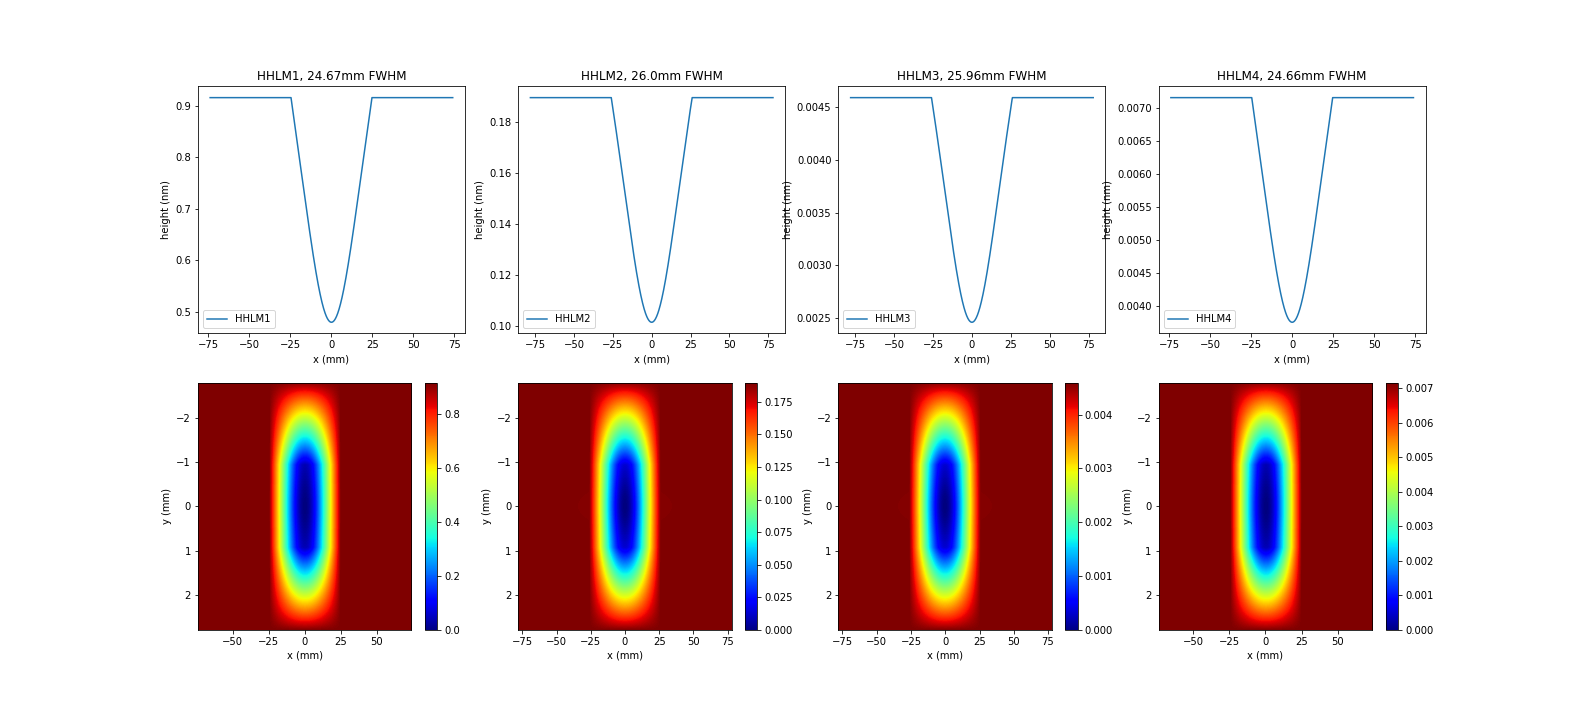 HHLM1, 24.67mm FWHM
0.9
0.8
0.7
0.6
0.5
height (nm)
HHLM1
−75 −50 −25 0 25 50 75
x (mm)
HHLM2, 26.0mm FWHM
0.18
0.16
0.14
0.12
0.10
height (nm)
HHLM2
−75 −50 −25 0 25 50 75
x (mm)
HHLM3, 25.96mm FWHM
0.0045
0.0040
0.0035
0.0030
0.0025
height (nm)
HHLM3
−75 −50 −25 0 25 50 75
x (mm)
HHLM4, 24.66mm FWHM
0.0070
0.0065
0.0060
0.0055
0.0050
0.0045
0.0040
height (nm)
HHLM4
−75 −50 −25 0 25 50 75
x (mm)
−2
−1
0
1
2
y (mm)
−50 −25 0 25 50
x (mm)
0.8
0.6
0.4
0.2
0.0
−2
−1
0
1
2
y (mm)
−75 −50 −25 0 25 50 75
x (mm)
0.175
0.150
0.125
0.100
0.075
0.050
0.025
0.000
−2
−1
0
1
2
y (mm)
−75 −50 −25 0 25 50 75
x (mm)
0.004
0.003
0.002
0.001
0.000
−2
−1
0
1
2
y (mm)
−50 −25 0 25 50
x (mm)
0.007
0.006
0.005
0.004
0.003
0.002
0.001
0.000